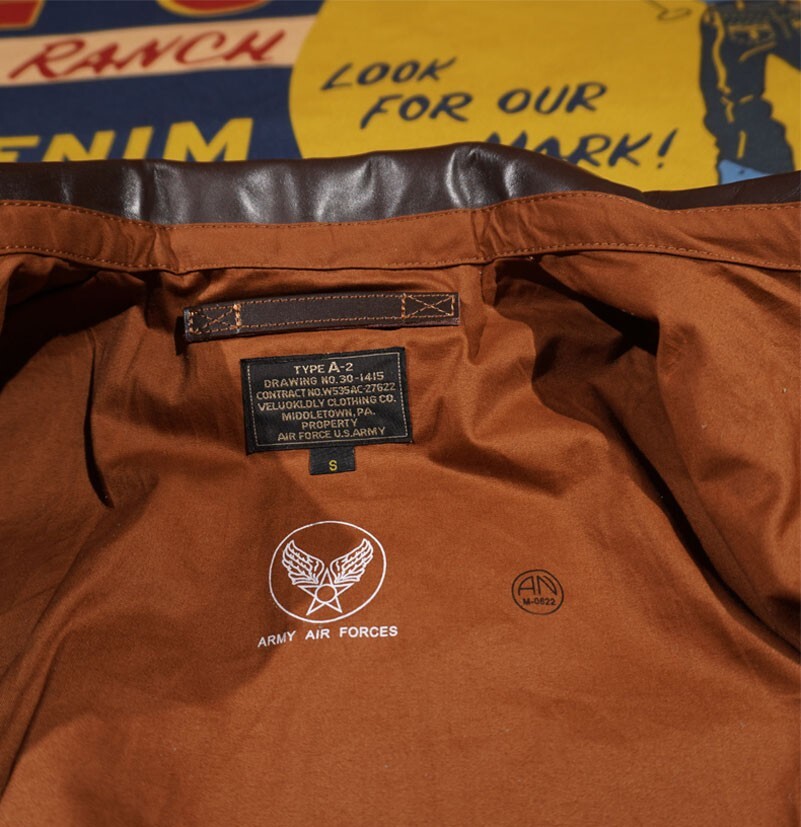 RANCH
DENIM
LOOK
FOR OUR
MARK!
TYPE A-2
DRAWING NO.30-1415
CONTRACT NO.W535AC-27622
VELUOKLDLY CLOTHING CO.
MIDDLETOWN, PA.
PROPERTY
AIR FORCE U.S.ARMY
S
ARMY AIR FORCES
AN
M-0622